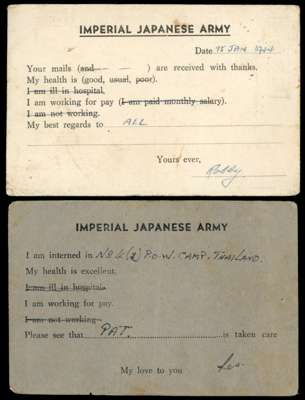 IMPERIAL JAPANESE ARMY
Date 15 JAN 1944
Your mails (and — — ) are received with thanks.
My health is (good, usual, poor).
I am ill in hospital.
I am working for pay (I am paid monthly salary).
I am not working.
My best regards to ALL
Yours ever,
Roddy
IMPERIAL JAPANESE ARMY
I am interned in No 4 (2) P.O.W. CAMP. THAILAND.
My health is excellent.
I am ill in hospital.
I am working for pay.
I am not working.
Please see that PAT. is taken care
My love to you